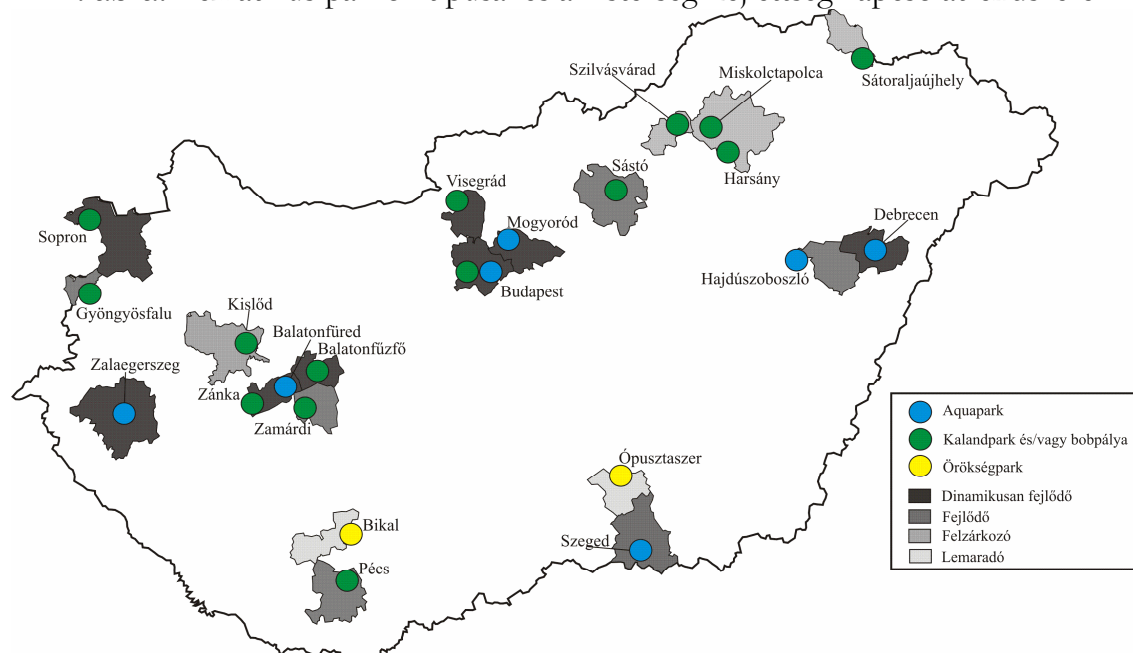 Szilvásvárad
Miskolctapolca
Sátoraljaújhely
Sástó
Harsány
Visegrád
Mogyoród
Debrecen
Sopron
Budapest
Hajdúszoboszló
Gyöngyösfalu
Kislőd
Balatonfüred
Balatonfűzfő
Zalaegerszeg
Zánka
Zamárdi
Aquapark
Kalandpark és/vagy bobpálya
Örökségpark
Dinamikusan fejlődő
Fejlődő
Felzárkozó
Lemaradó
Ópusztaszer
Bikal
Szeged
Pécs